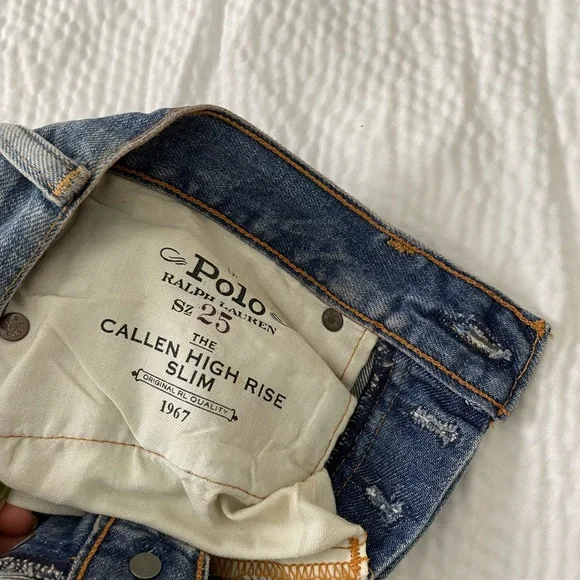 Polo
RALPH LAUREN
Sz 25
THE
CALLEN HIGH RISE
SLIM
ORIGINAL RL QUALITY
1967